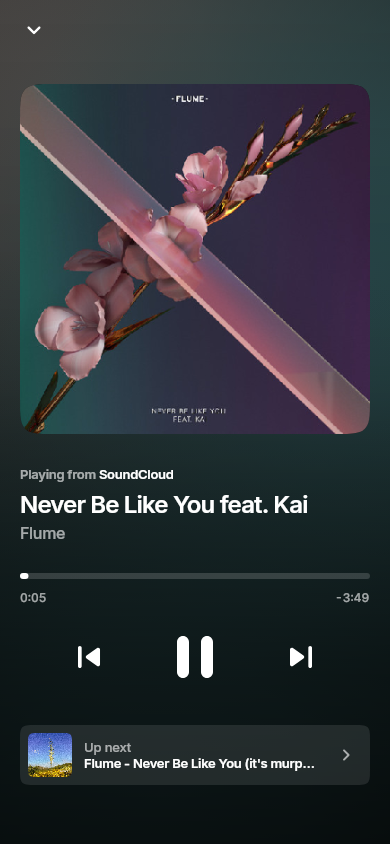 -FLUME-
NEVER BE LIKE YOU
FEAT. KAI
Playing from SoundCloud
Never Be Like You feat. Kai
Flume
0:05
-3:49
Up next
Flume - Never Be Like You (it's murp...